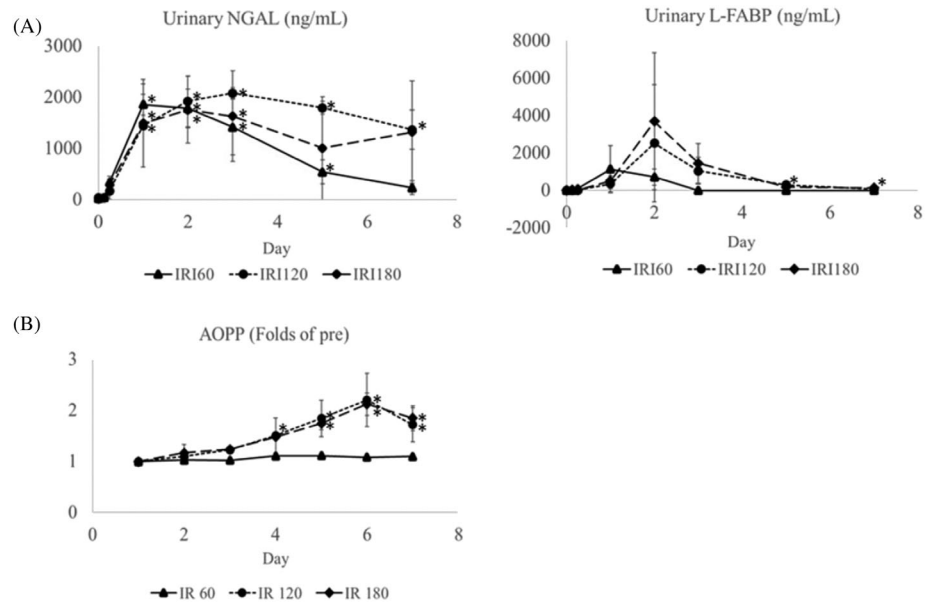 (A)
Urinary NGAL (ng/mL)
3000
2000
1000
0
0 2 4 6 8
Day
IRI60 IRI120 IRI180
Urinary L-FABP (ng/mL)
8000
6000
4000
2000
0
-2000
0 2 4 6 8
Day
IRI60 IRI120 IRI180
(B)
AOPP (Folds of pre)
3
2
1
0
0 2 4 6 8
Day
IR 60 IR 120 IR 180